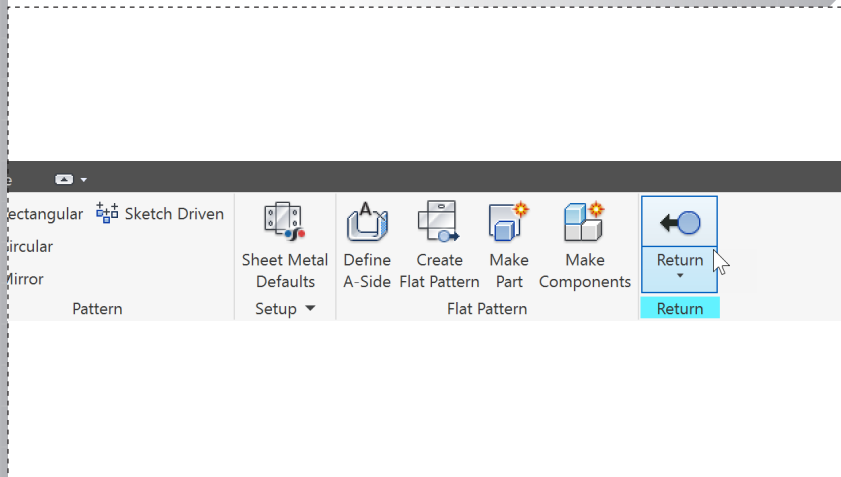 Sketch Driven
Sheet Metal
Defaults
Define
A-Side
Create
Flat Pattern
Make
Part
Make
Components
Return
Pattern
Setup
Flat Pattern
Return